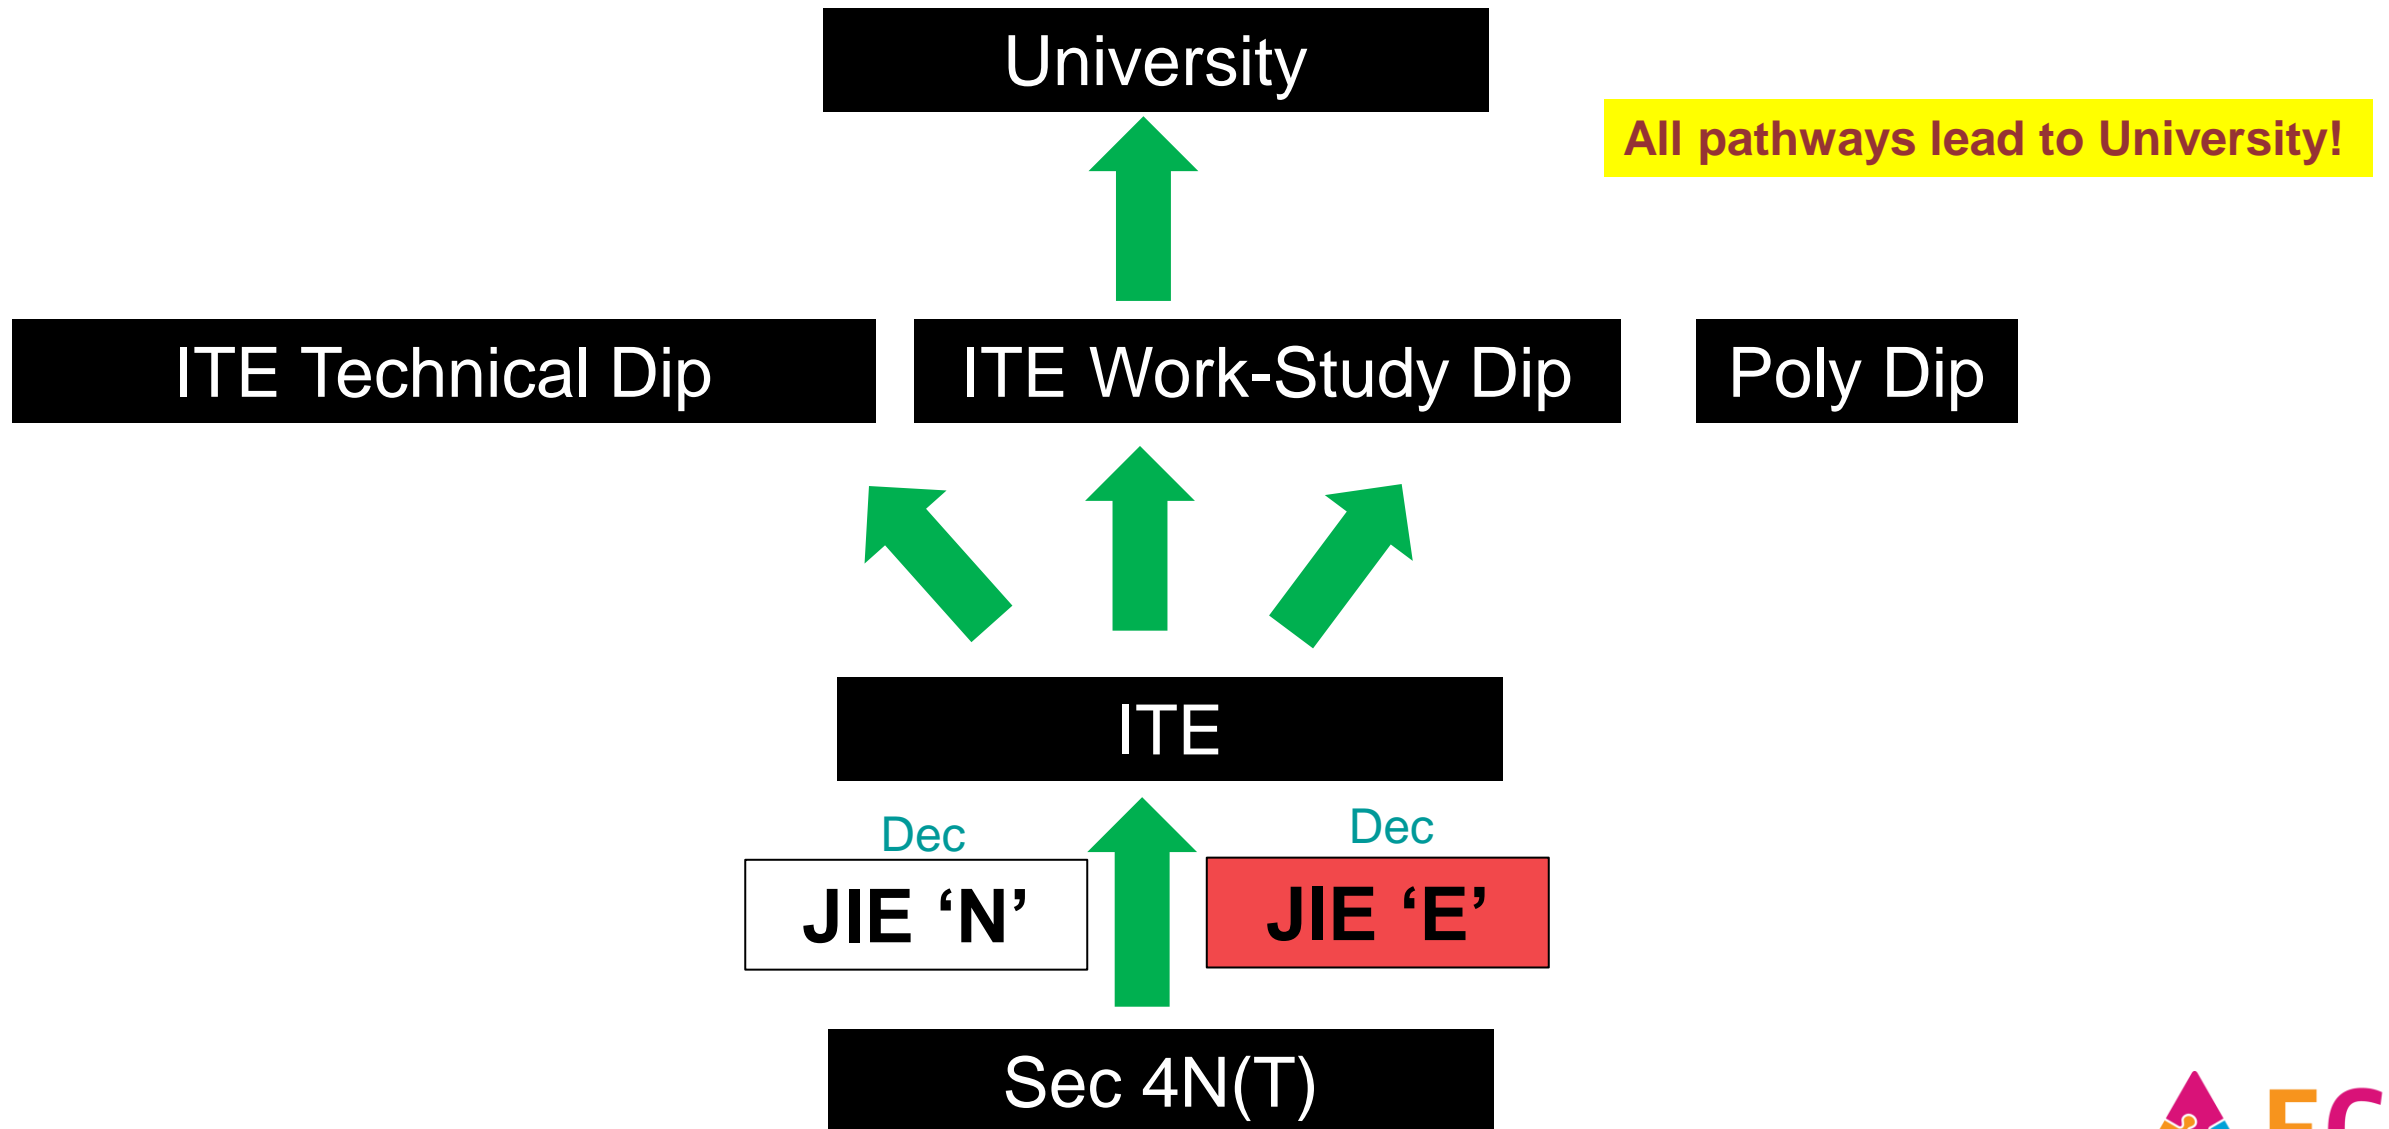 University
All pathways lead to University!
ITE Technical Dip
ITE Work-Study Dip
Poly Dip
ITE
Dec
Dec
JIE ‘N’
JIE ‘E’
Sec 4N(T)